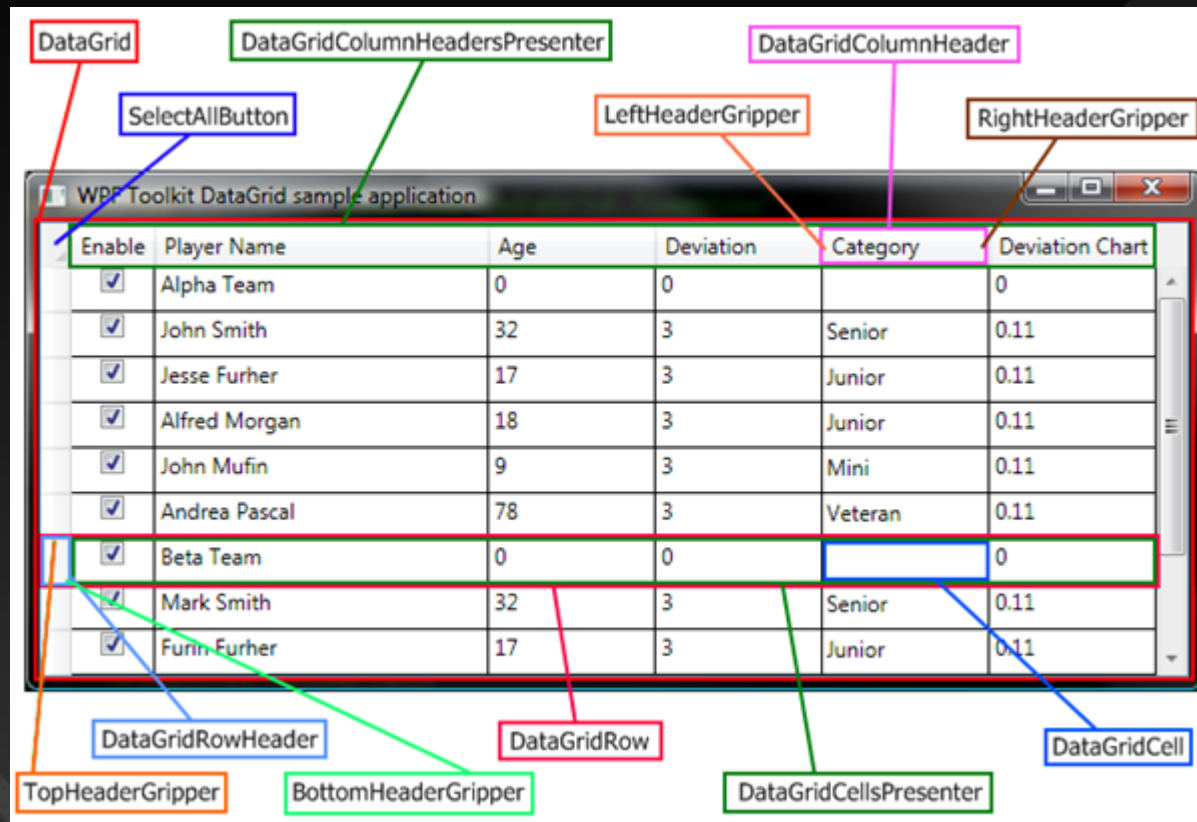 DataGrid
DataGridColumnHeadersPresenter
DataGridColumnHeader
SelectAllButton
LeftHeaderGripper
RightHeaderGripper
WPF Toolkit DataGrid sample application
Enable Player Name Age Deviation Category Deviation Chart
Alpha Team 0 0 0
John Smith 32 3 Senior 0.11
Jesse Furher 17 3 Junior 0.11
Alfred Morgan 18 3 Junior 0.11
John Mufin 9 3 Mini 0.11
Andrea Pascal 78 3 Veteran 0.11
Beta Team 0 0 0
Mark Smith 32 3 Senior 0.11
Furin Furher 17 3 Junior 0.11
DataGridRowHeader
DataGridRow
DataGridCell
TopHeaderGripper
BottomHeaderGripper
DataGridCellsPresenter